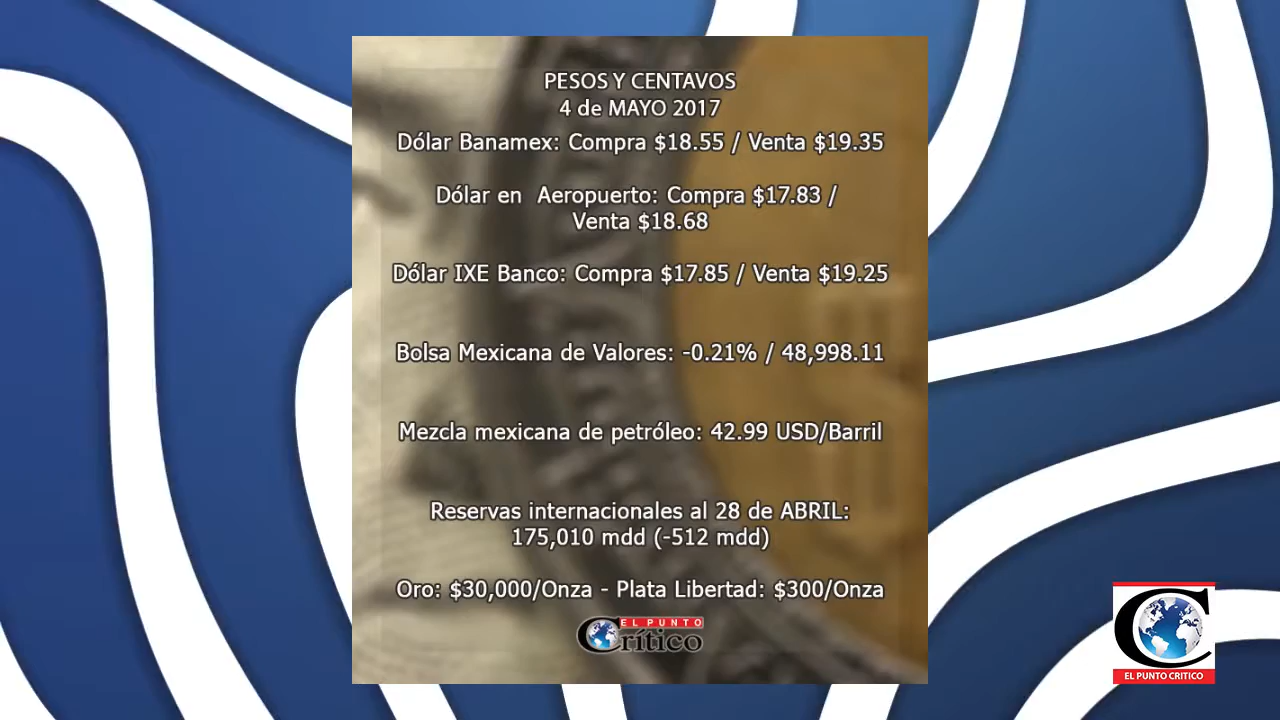 PESOS Y CENTAVOS
4 de MAYO 2017
Dólar Banamex: Compra $18.55 / Venta $19.35
Dólar en  Aeropuerto: Compra $17.83 /
Venta $18.68
Dólar IXE Banco: Compra $17.85 / Venta $19.25
Bolsa Mexicana de Valores: -0.21% / 48,998.11
Mezcla mexicana de petróleo: 42.99 USD/Barril
Reservas internacionales al 28 de ABRIL:
175,010 mdd (-512 mdd)
Oro: $30,000/Onza - Plata Libertad: $300/Onza
EL PUNTO
Crítico
C
EL PUNTO CRITICO